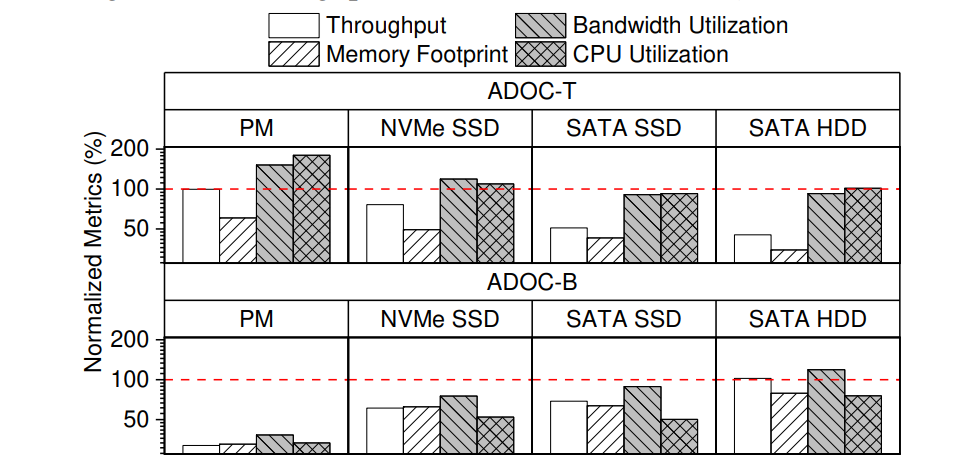 Throughput Bandwidth Utilization
Memory Footprint CPU Utilization
ADOC-T
PM NVMe SSD SATA SSD SATA HDD
200
100
50
Normalized Metrics (%)
ADOC-B
PM NVMe SSD SATA SSD SATA HDD
200
100
50